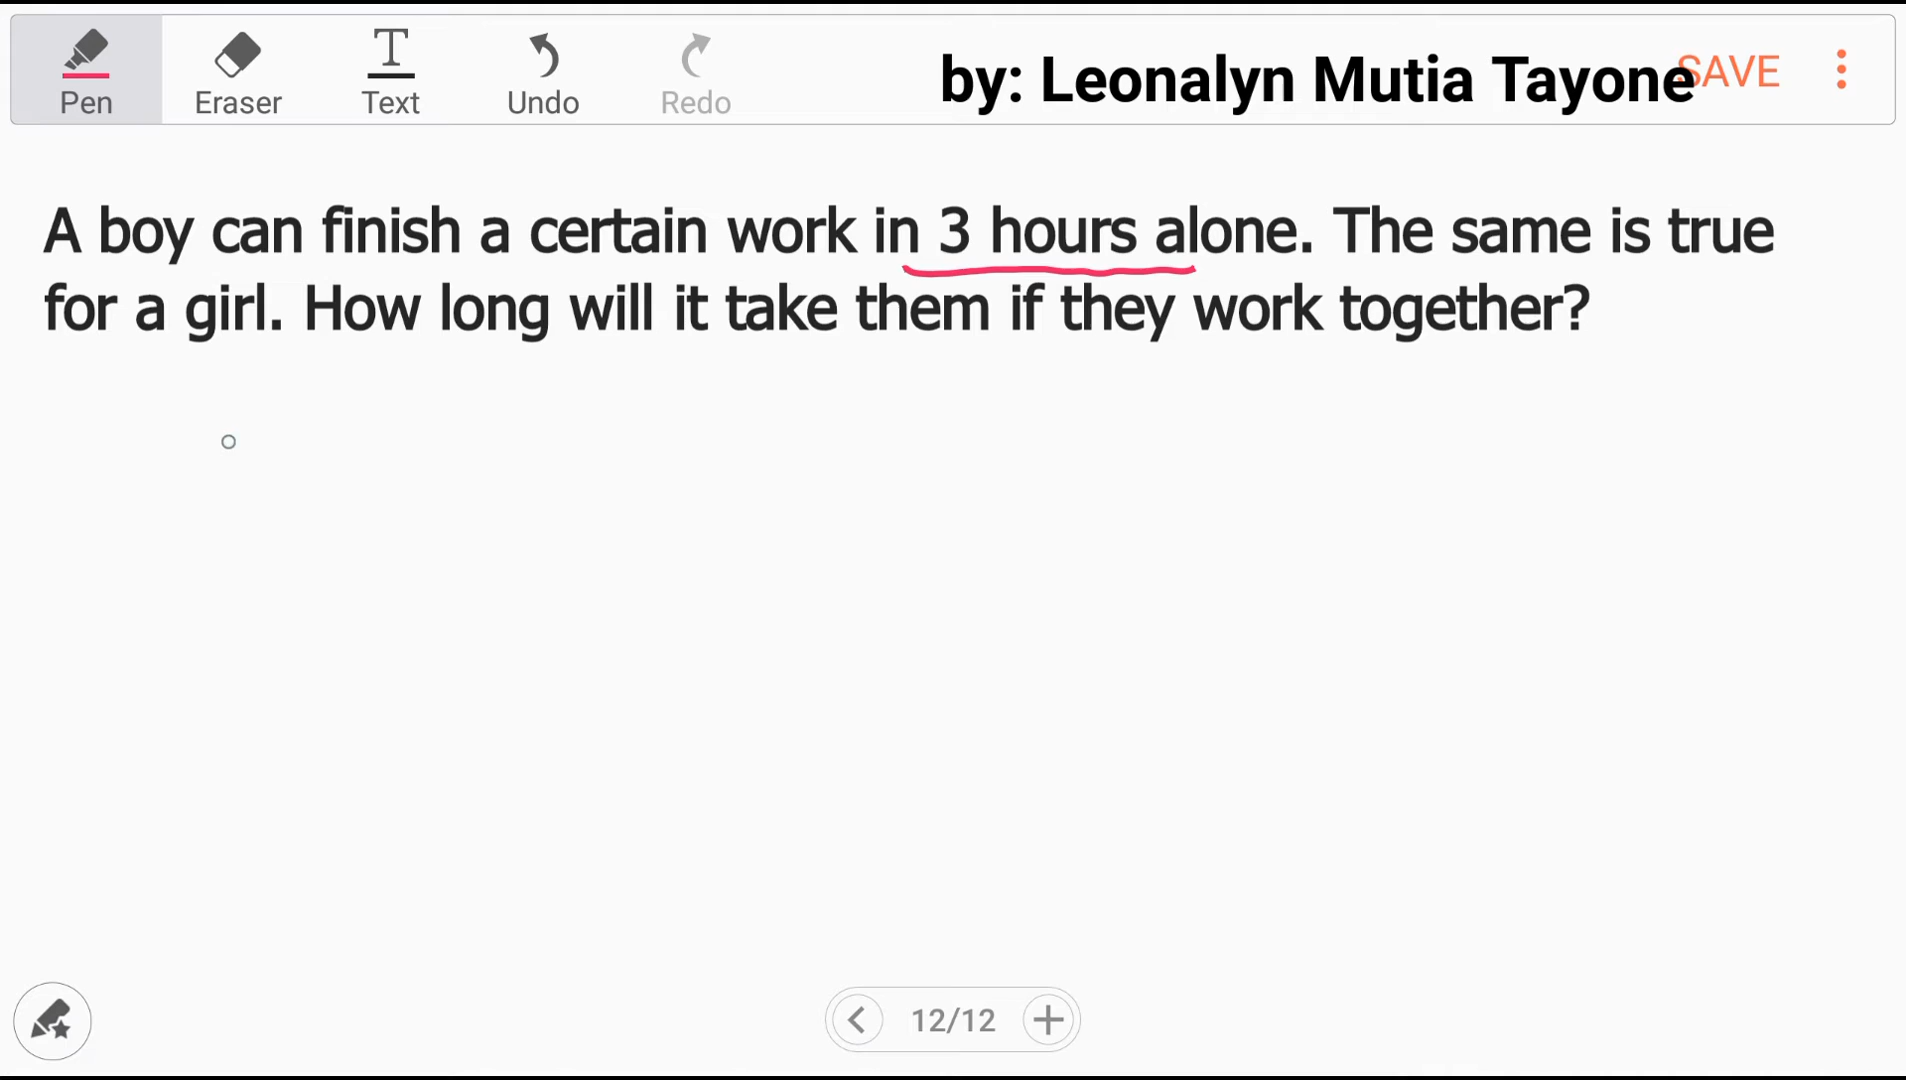 Pen Eraser Text Undo Redo by: Leonalyn Mutia Tayone SAVE
A boy can finish a certain work in 3 hours alone. The same is true
for a girl. How long will it take them if they work together?
12/12